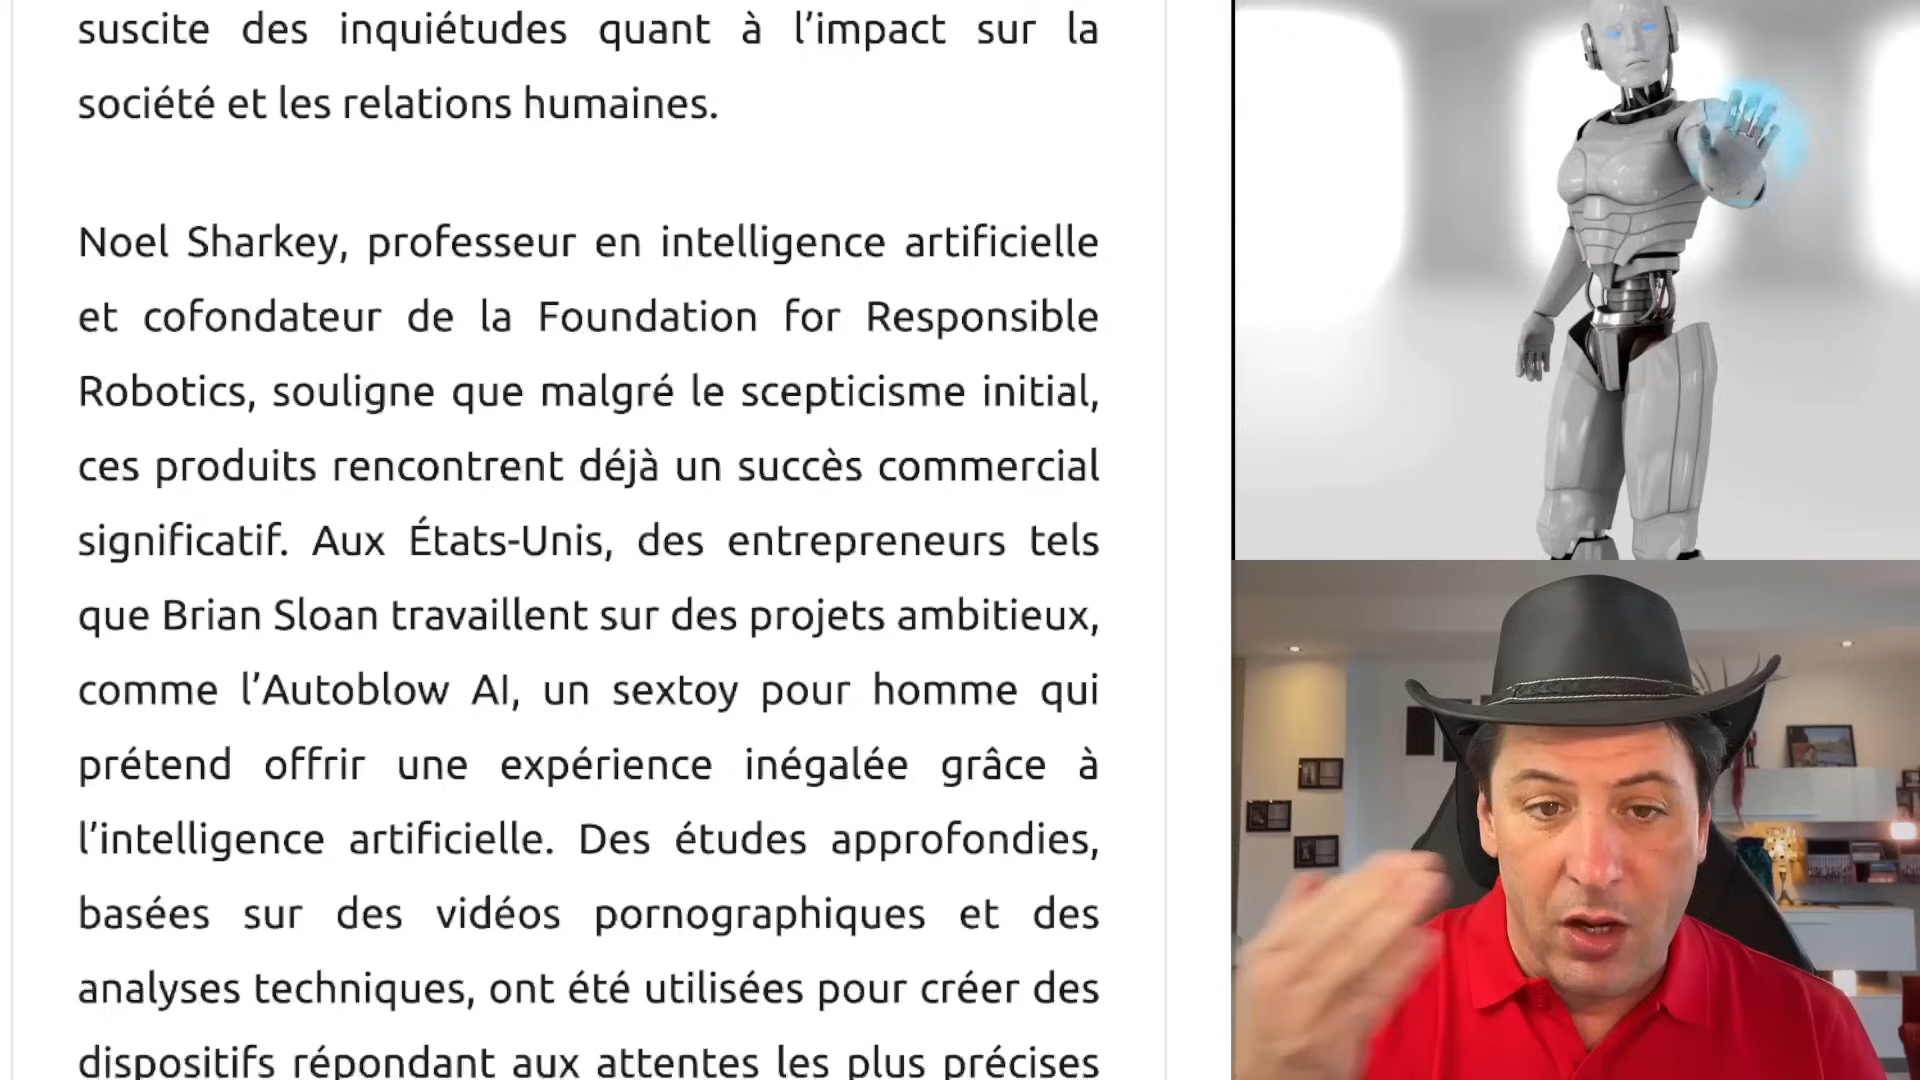 suscite des inquiétudes quant à l’impact sur la
société et les relations humaines.
Noel Sharkey, professeur en intelligence artificielle
et cofondateur de la Foundation for Responsible
Robotics, souligne que malgré le scepticisme initial,
ces produits rencontrent déjà un succès commercial
significatif. Aux États-Unis, des entrepreneurs tels
que Brian Sloan travaillent sur des projets ambitieux,
comme l’Autoblow AI, un sextoy pour homme qui
prétend offrir une expérience inégalée grâce à
l’intelligence artificielle. Des études approfondies,
basées sur des vidéos pornographiques et des
analyses techniques, ont été utilisées pour créer des
dispositifs répondant aux attentes les plus précises